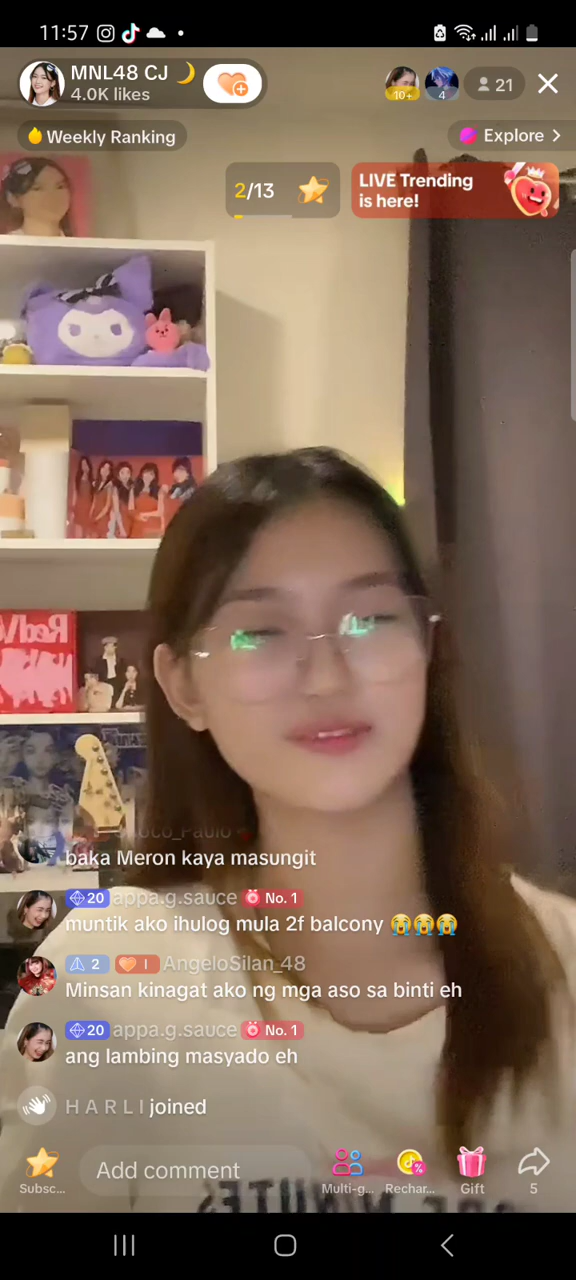 11:57
MNL48 CJ 🌙
4.0K likes
10+
4
21
Weekly Ranking
Explore >
2/13
LIVE Trending
is here!
baka Meron kaya masungit
20 appa.g.sauce No. 1
muntik ako ihulog mula 2f balcony 😭😭😭
2 I AngeloSilan_48
Minsan kinagat ako ng mga aso sa binti eh
20 appa.g.sauce No. 1
ang lambing masyado eh
H A R L I joined
Add comment
Subsc...
Multi-g...
Rechar...
Gift
5